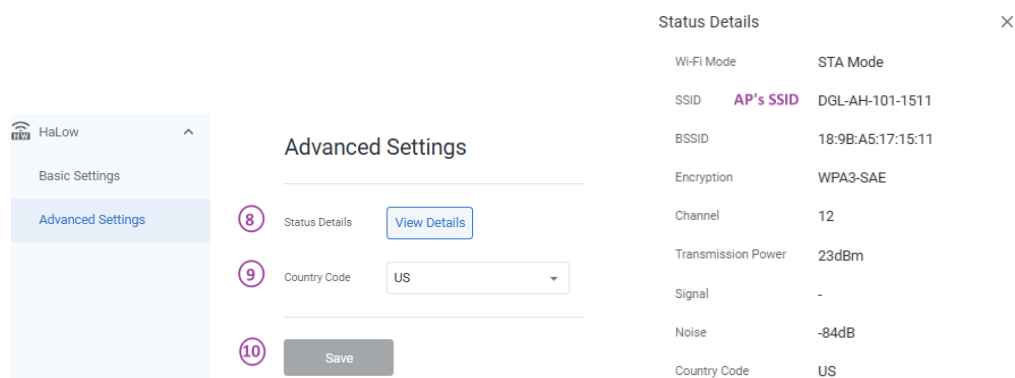 HW HaLow
Basic Settings
Advanced Settings
Advanced Settings
8 Status Details View Details
9 Country Code US
10 Save
Status Details
Wi-Fi Mode STA Mode
SSID AP's SSID DGL-AH-101-1511
BSSID 18:9B:A5:17:15:11
Encryption WPA3-SAE
Channel 12
Transmission Power 23dBm
Signal -
Noise -84dB
Country Code US